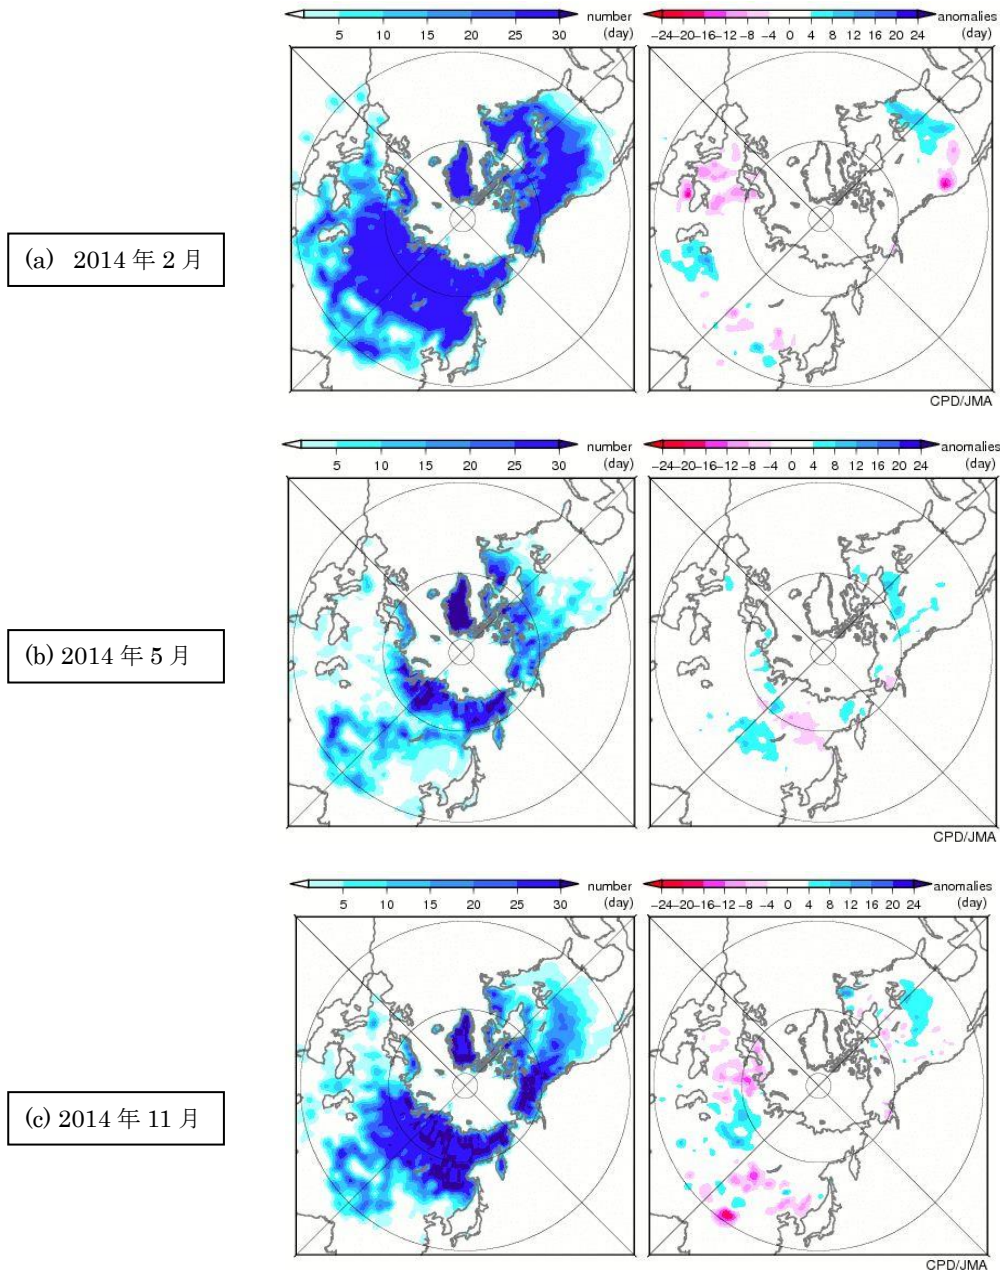 number
(day)
5 10 15 20 25 30
anomalies
(day)
−24−20−16−12−8 −4 0 4 8 12 16 20 24
(a) 2014 年 2 月
CPD/JMA
number
(day)
5 10 15 20 25 30
anomalies
(day)
−24−20−16−12−8 −4 0 4 8 12 16 20 24
(b) 2014 年 5 月
CPD/JMA
number
(day)
5 10 15 20 25 30
anomalies
(day)
−24−20−16−12−8 −4 0 4 8 12 16 20 24
(c) 2014 年 11 月
CPD/JMA